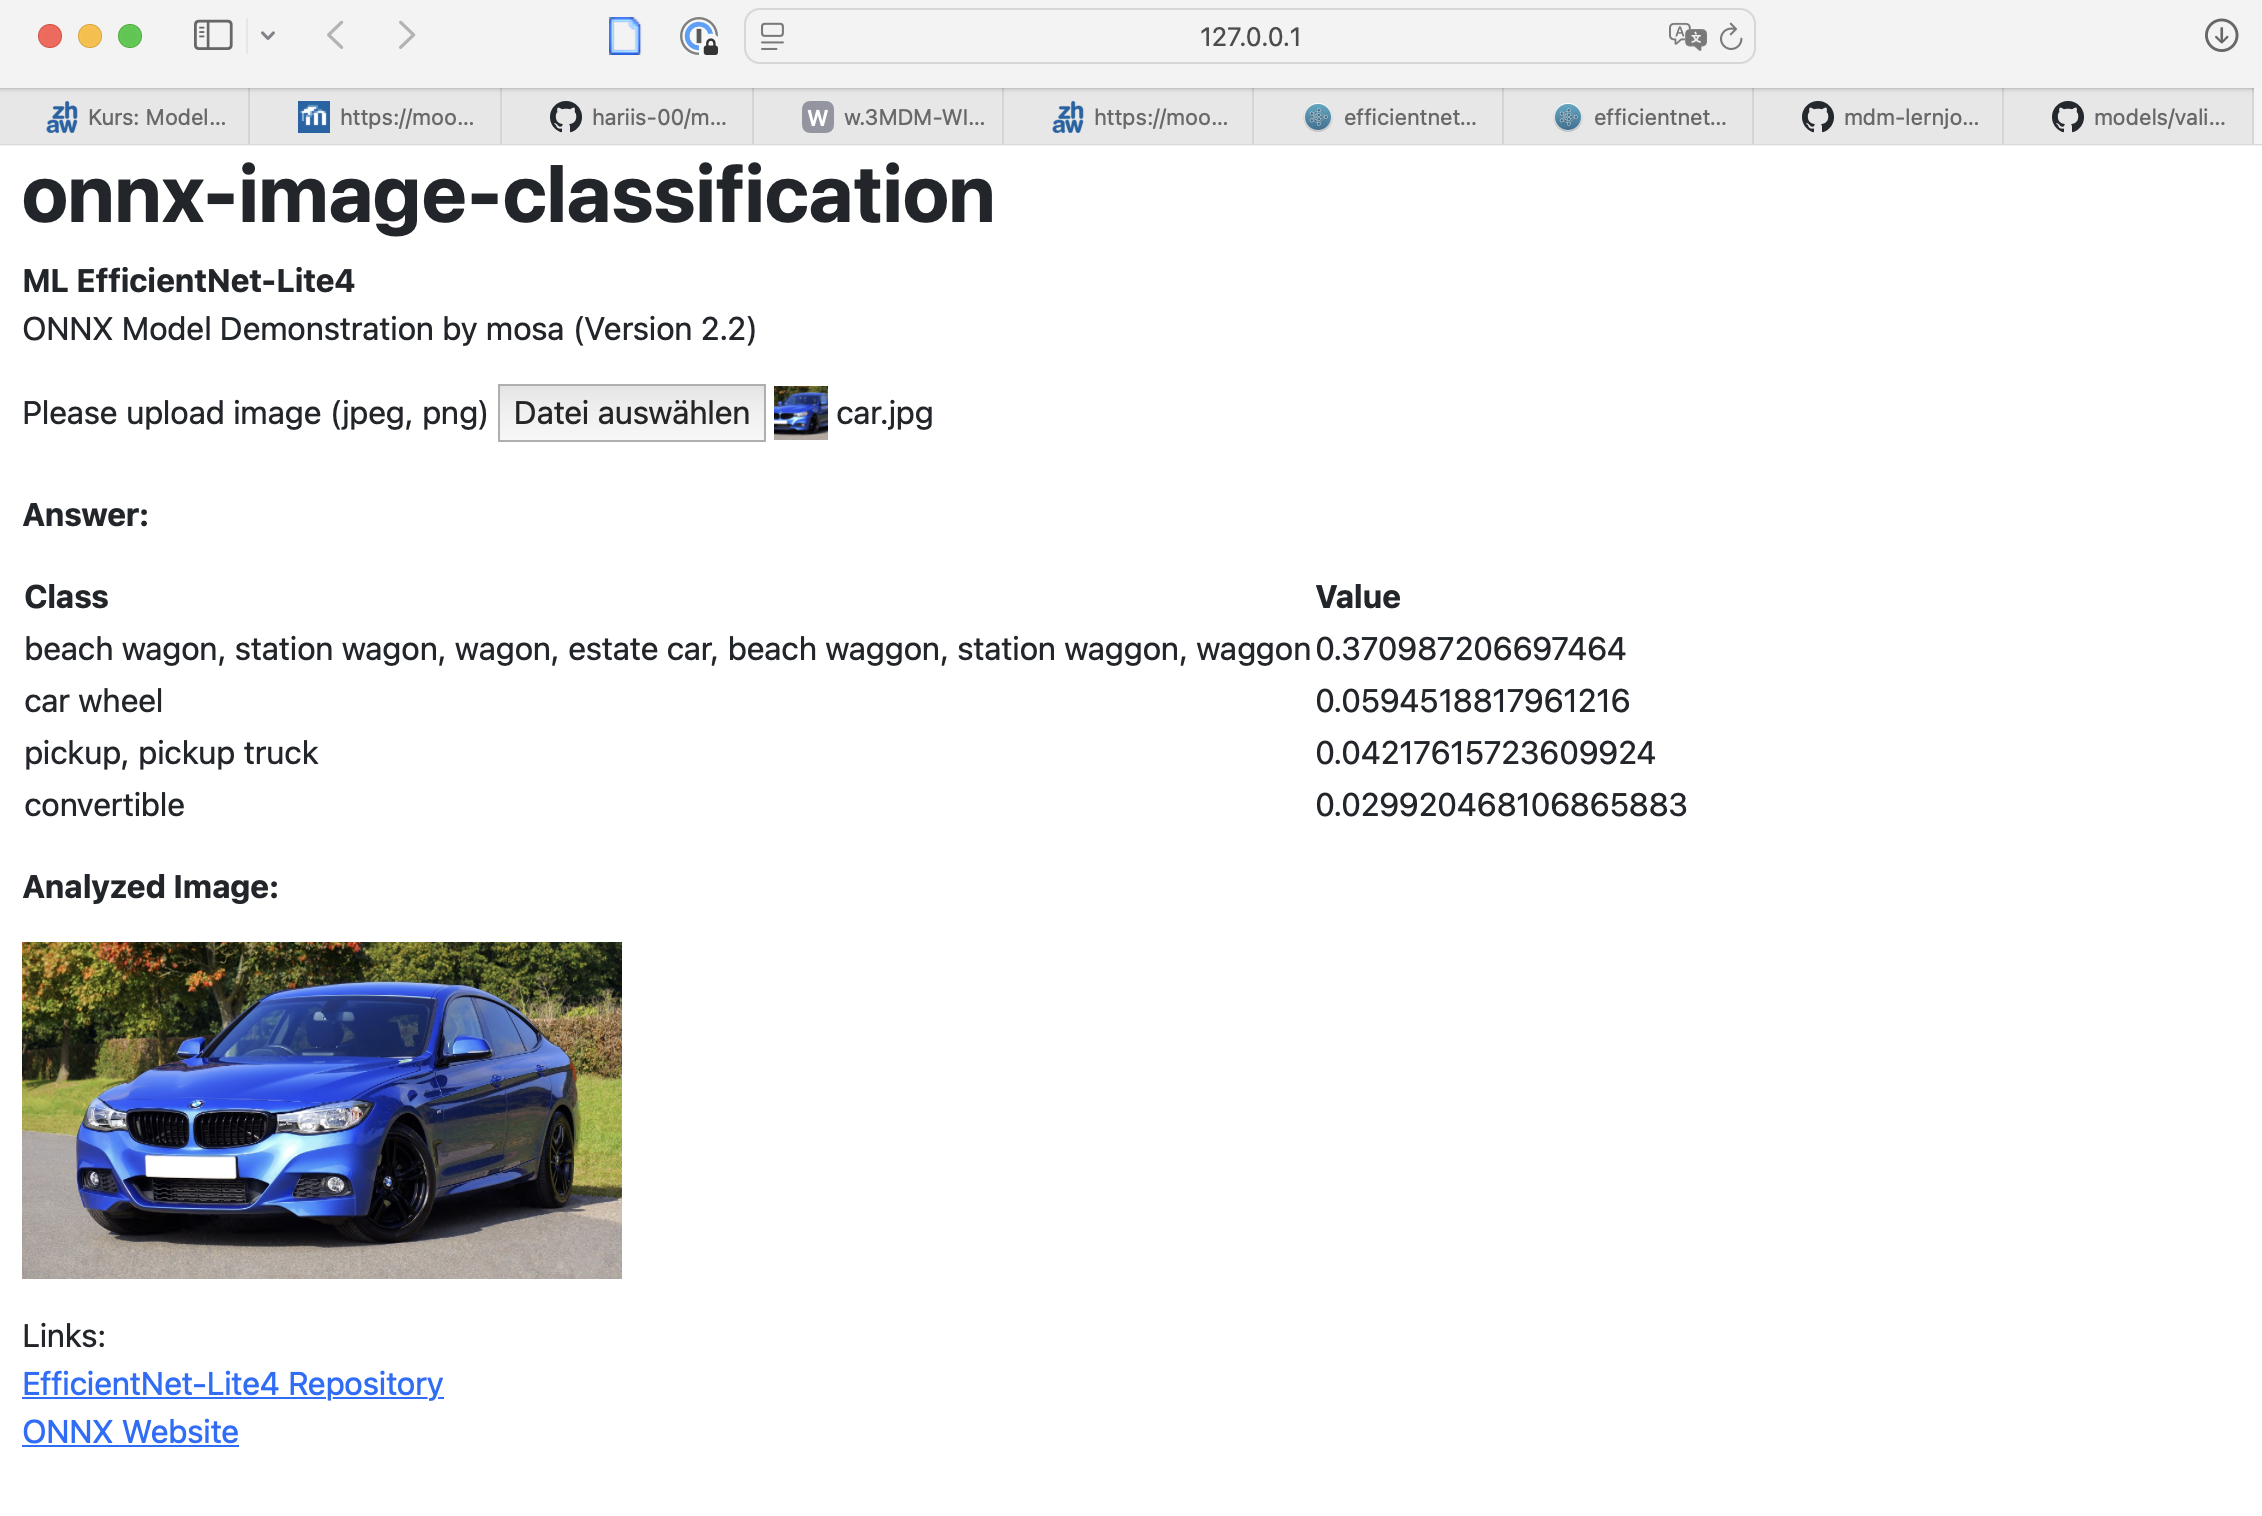 127.0.0.1
zhaw Kurs: Model... https://moo... hariis-00/m... W w.3MDM-WI... zhaw https://moo... efficientnet... efficientnet... mdm-lernjo... models/vali...
onnx-image-classification
ML EfficientNet-Lite4
ONNX Model Demonstration by mosa (Version 2.2)
Please upload image (jpeg, png) Datei auswählen car.jpg
Answer:
Class Value
beach wagon, station wagon, wagon, estate car, beach waggon, station waggon, waggon 0.370987206697464
car wheel 0.0594518817961216
pickup, pickup truck 0.04217615723609924
convertible 0.029920468106865883
Analyzed Image:
Links:
EfficientNet-Lite4 Repository
ONNX Website